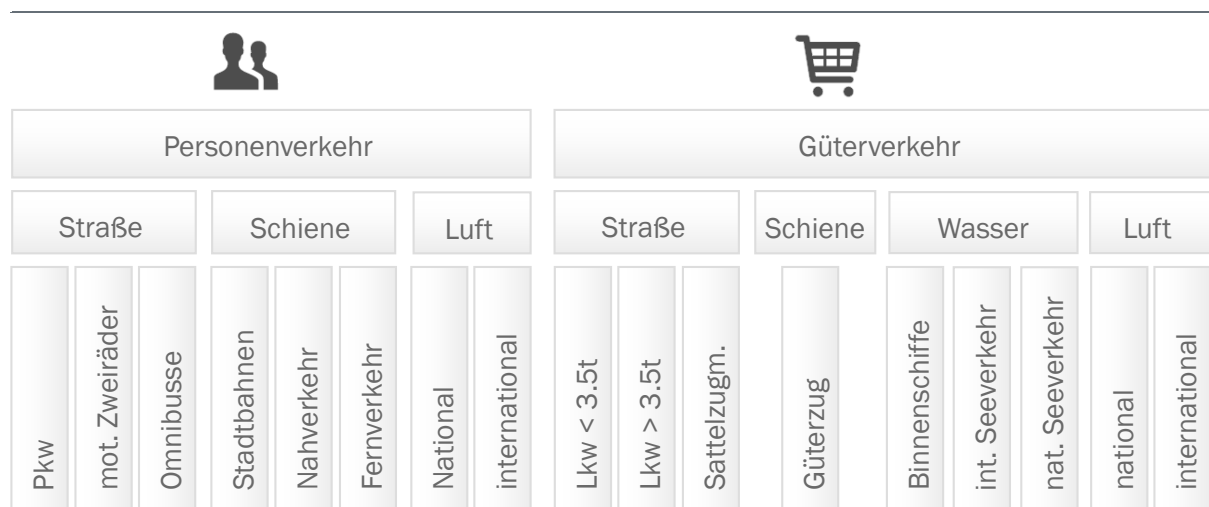 Personenverkehr
Güterverkehr
Straße
Schiene
Luft
Straße
Schiene
Wasser
Luft
Pkw
mot. Zweiräder
Omnibusse
Stadtbahnen
Nahverkehr
Fernverkehr
National
international
Lkw < 3.5t
Lkw > 3.5t
Sattelzugm.
Güterzug
Binnenschiffe
int. Seeverkehr
nat. Seeverkehr
national
international